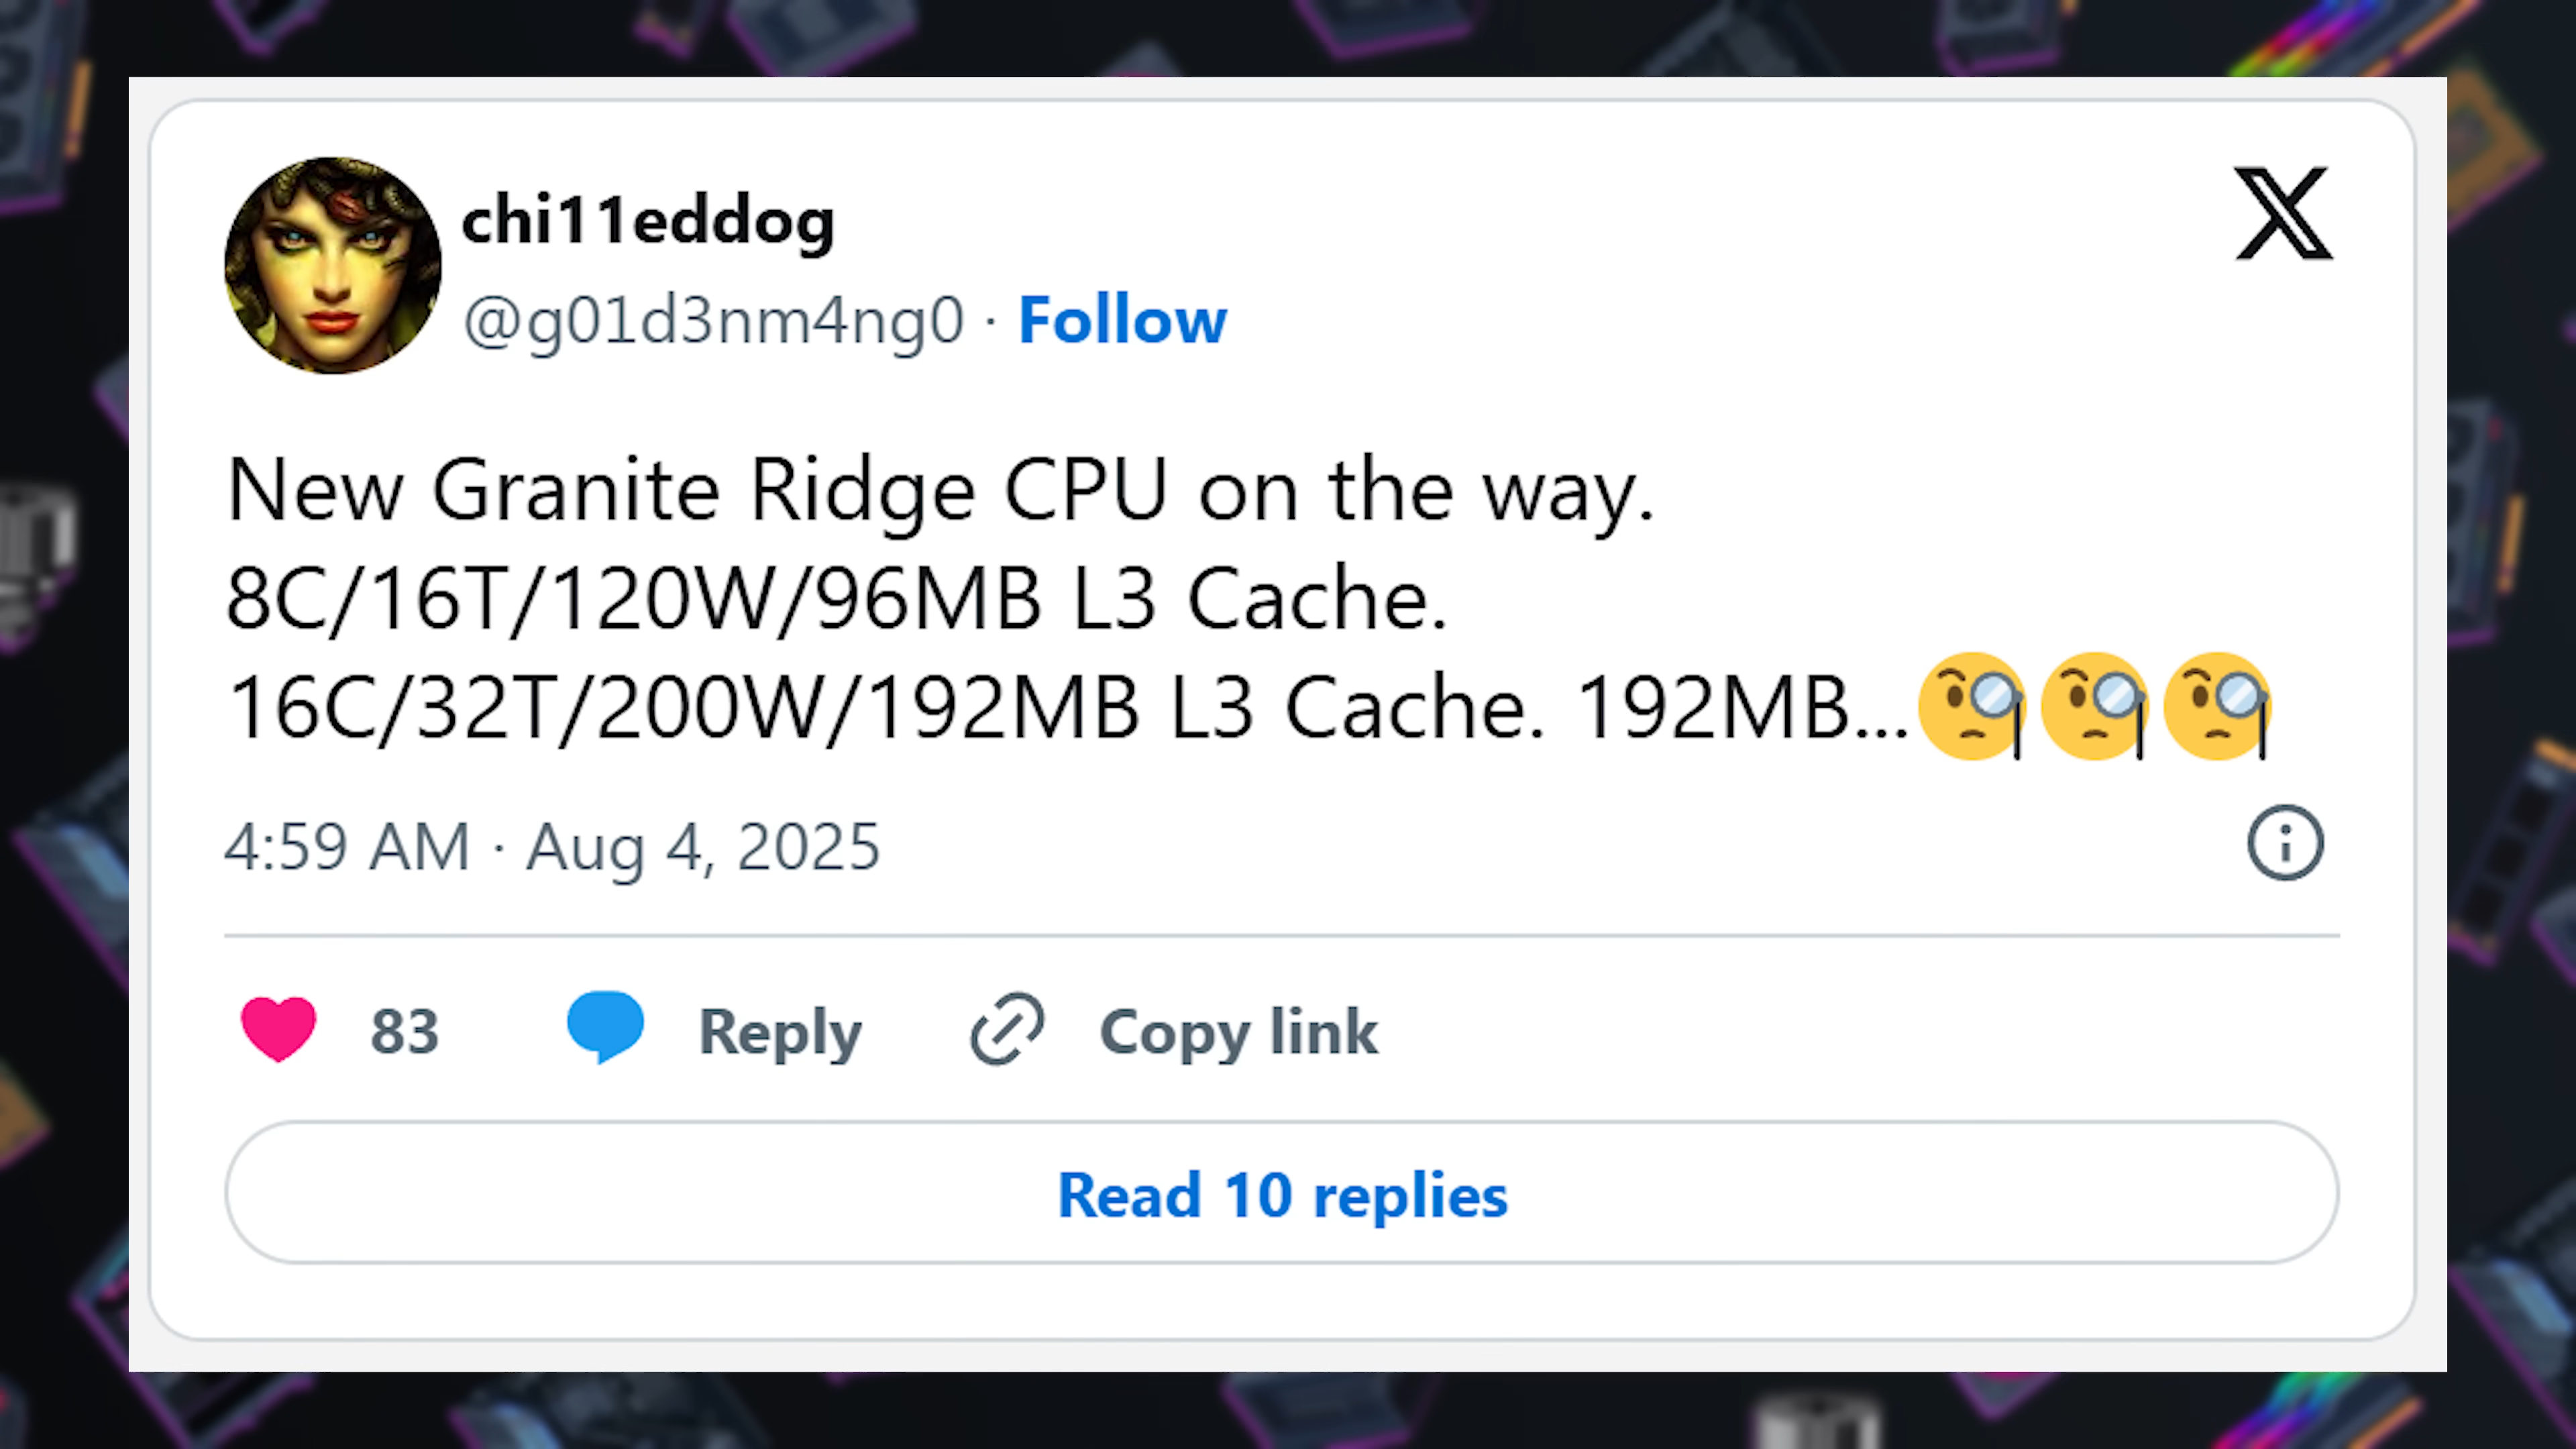 chi11eddog
@g01d3nm4ng0 · Follow
New Granite Ridge CPU on the way.
8C/16T/120W/96MB L3 Cache.
16C/32T/200W/192MB L3 Cache. 192MB...🧐🧐🧐
4:59 AM · Aug 4, 2025
83 Reply Copy link
Read 10 replies